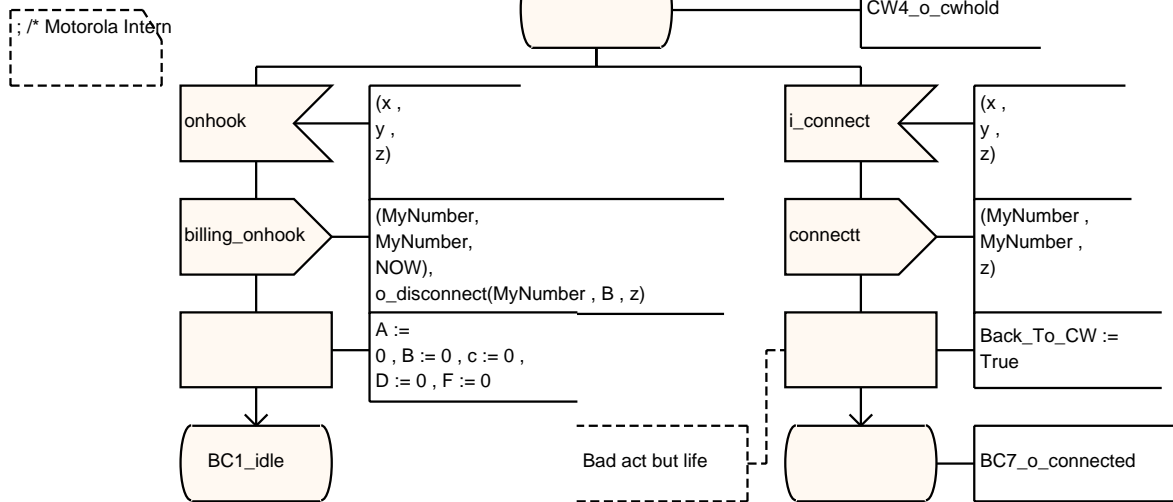 CW4_o_cwhold
; /* Motorola Intern
onhook
(x ,
y ,
z)
billing_onhook
(MyNumber,
MyNumber,
NOW),
o_disconnect(MyNumber , B , z)
A :=
0 , B := 0 , c := 0 ,
D := 0 , F := 0
BC1_idle
i_connect
(x ,
y ,
z)
connectt
(MyNumber ,
MyNumber ,
z)
Back_To_CW :=
True
Bad act but life
BC7_o_connected